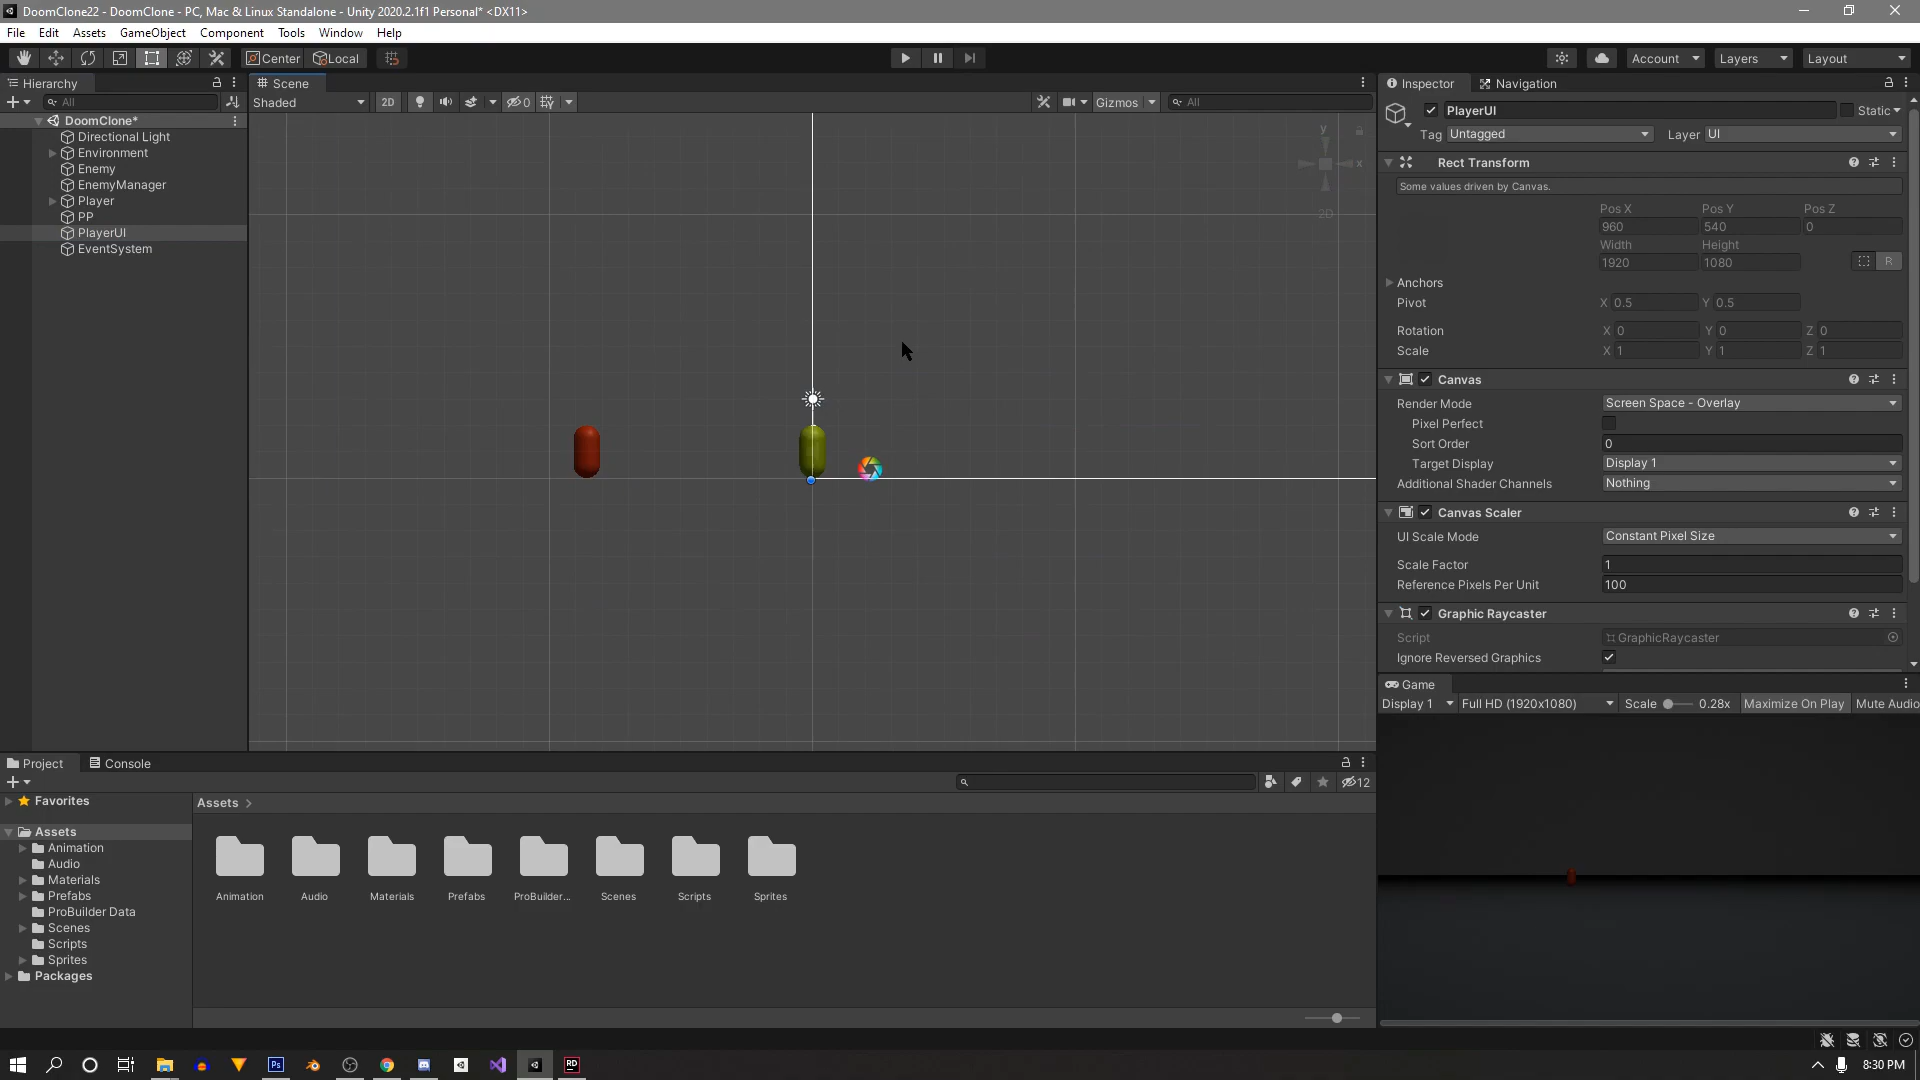 DoomClone22 - DoomClone - PC, Mac & Linux Standalone - Unity 2020.2.1f1 Personal* <DX11>
File Edit Assets GameObject Component Tools Jobs Window Help
Center Local Account Layers Layout
Hierarchy
All
DoomClone*
Directional Light
Environment
Enemy
EnemyManager
Player
PP
PlayerUI
EventSystem
Scene
Shaded 2D 0 Gizmos All
y
x
2D
Inspector Navigation
PlayerUI Static
Tag Untagged Layer UI
Rect Transform
Some values driven by Canvas.
Pos X Pos Y Pos Z
960 540 0
Width Height
1920 1080 R
Anchors
Pivot X 0.5 Y 0.5
Rotation X 0 Y 0 Z 0
Scale X 1 Y 1 Z 1
Canvas
Render Mode Screen Space - Overlay
Pixel Perfect
Sort Order 0
Target Display Display 1
Additional Shader Channels Nothing
Canvas Scaler
UI Scale Mode Constant Pixel Size
Scale Factor 1
Reference Pixels Per Unit 100
Graphic Raycaster
Script GraphicRaycaster
Ignore Reversed Graphics
Game
Display 1 Full HD (1920x1080) Scale 0.28x Maximize On Play Mute Audio
Project Console
12
Favorites
Assets
Animation
Audio
Materials
Prefabs
ProBuilder Data
Scenes
Scripts
Sprites
Packages
Assets >
Animation Audio Materials Prefabs ProBuilder... Scenes Scripts Sprites
Ps RD 8:30 PM